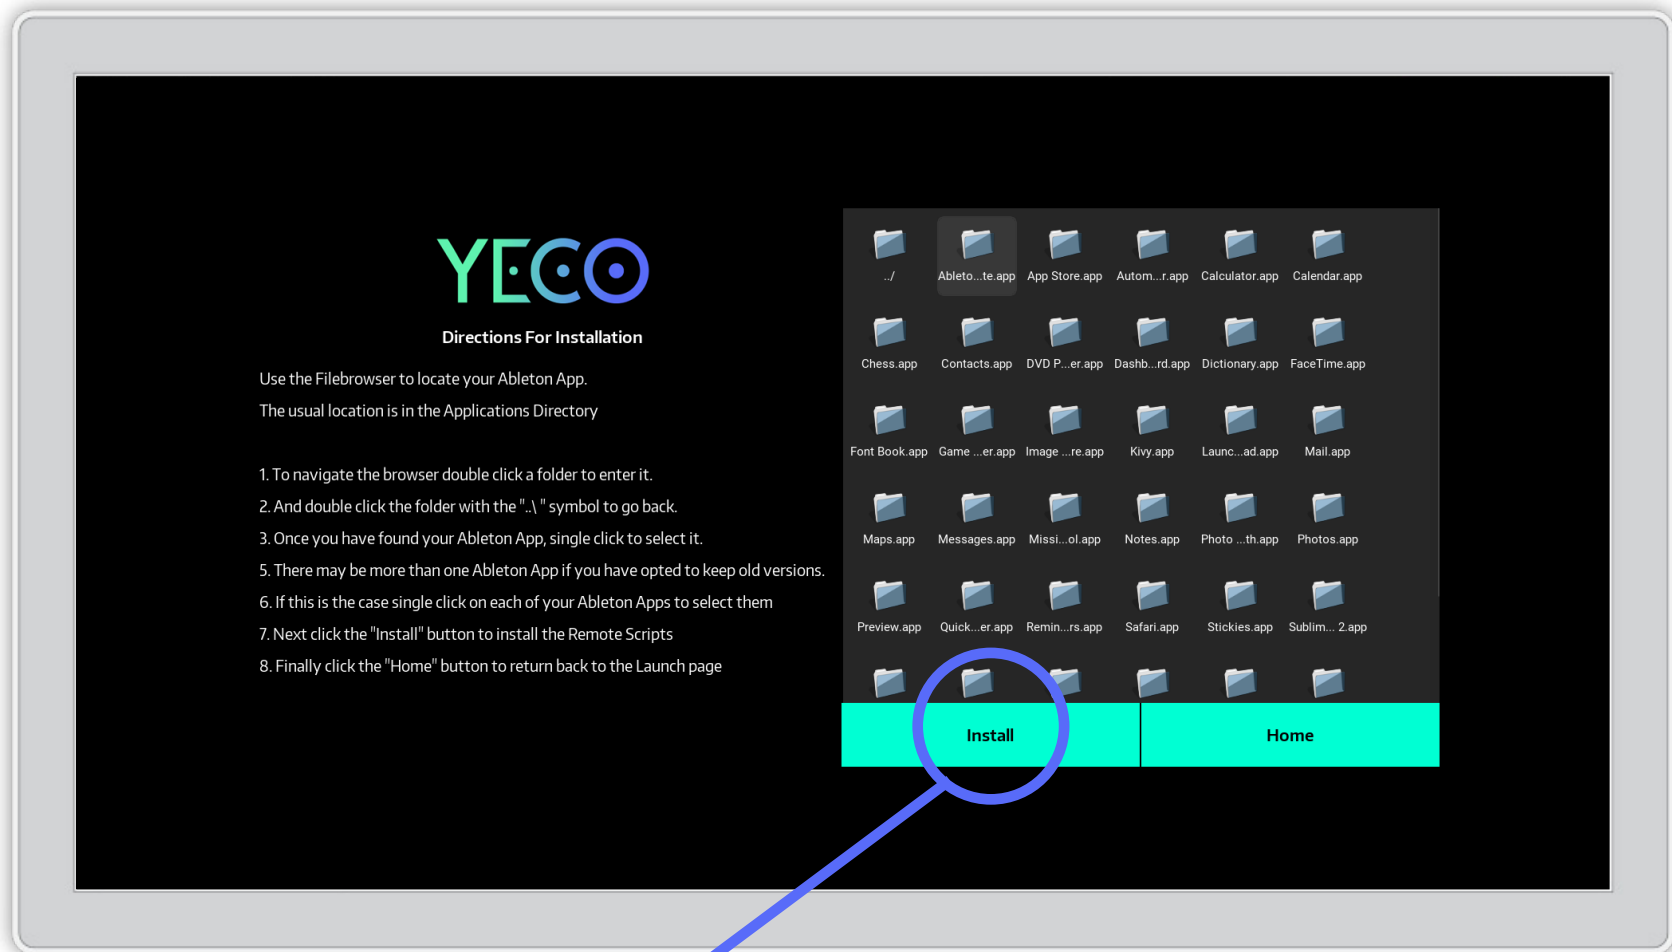 YECO
Directions For Installation
Use the Filebrowser to locate your Ableton App.
The usual location is in the Applications Directory
1. To navigate the browser double click a folder to enter it.
2. And double click the folder with the "..\ " symbol to go back.
3. Once you have found your Ableton App, single click to select it.
5. There may be more than one Ableton App if you have opted to keep old versions.
6. If this is the case single click on each of your Ableton Apps to select them
7. Next click the "Install" button to install the Remote Scripts
8. Finally click the "Home" button to return back to the Launch page
../ Ableto...te.app App Store.app Autom...r.app Calculator.app Calendar.app
Chess.app Contacts.app DVD P...er.app Dashb...rd.app Dictionary.app FaceTime.app
Font Book.app Game ...er.app Image ...re.app Kivy.app Launc...ad.app Mail.app
Maps.app Messages.app Missi...ol.app Notes.app Photo ...th.app Photos.app
Preview.app Quick...er.app Remin...rs.app Safari.app Stickies.app Sublim... 2.app
Install Home